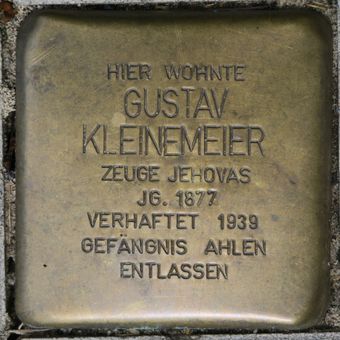 HIER WOHNTE
GUSTAV
KLEINEMEIER
ZEUGE JEHOVAS
JG. 1877
VERHAFTET 1939
GEFÄNGNIS AHLEN
ENTLASSEN